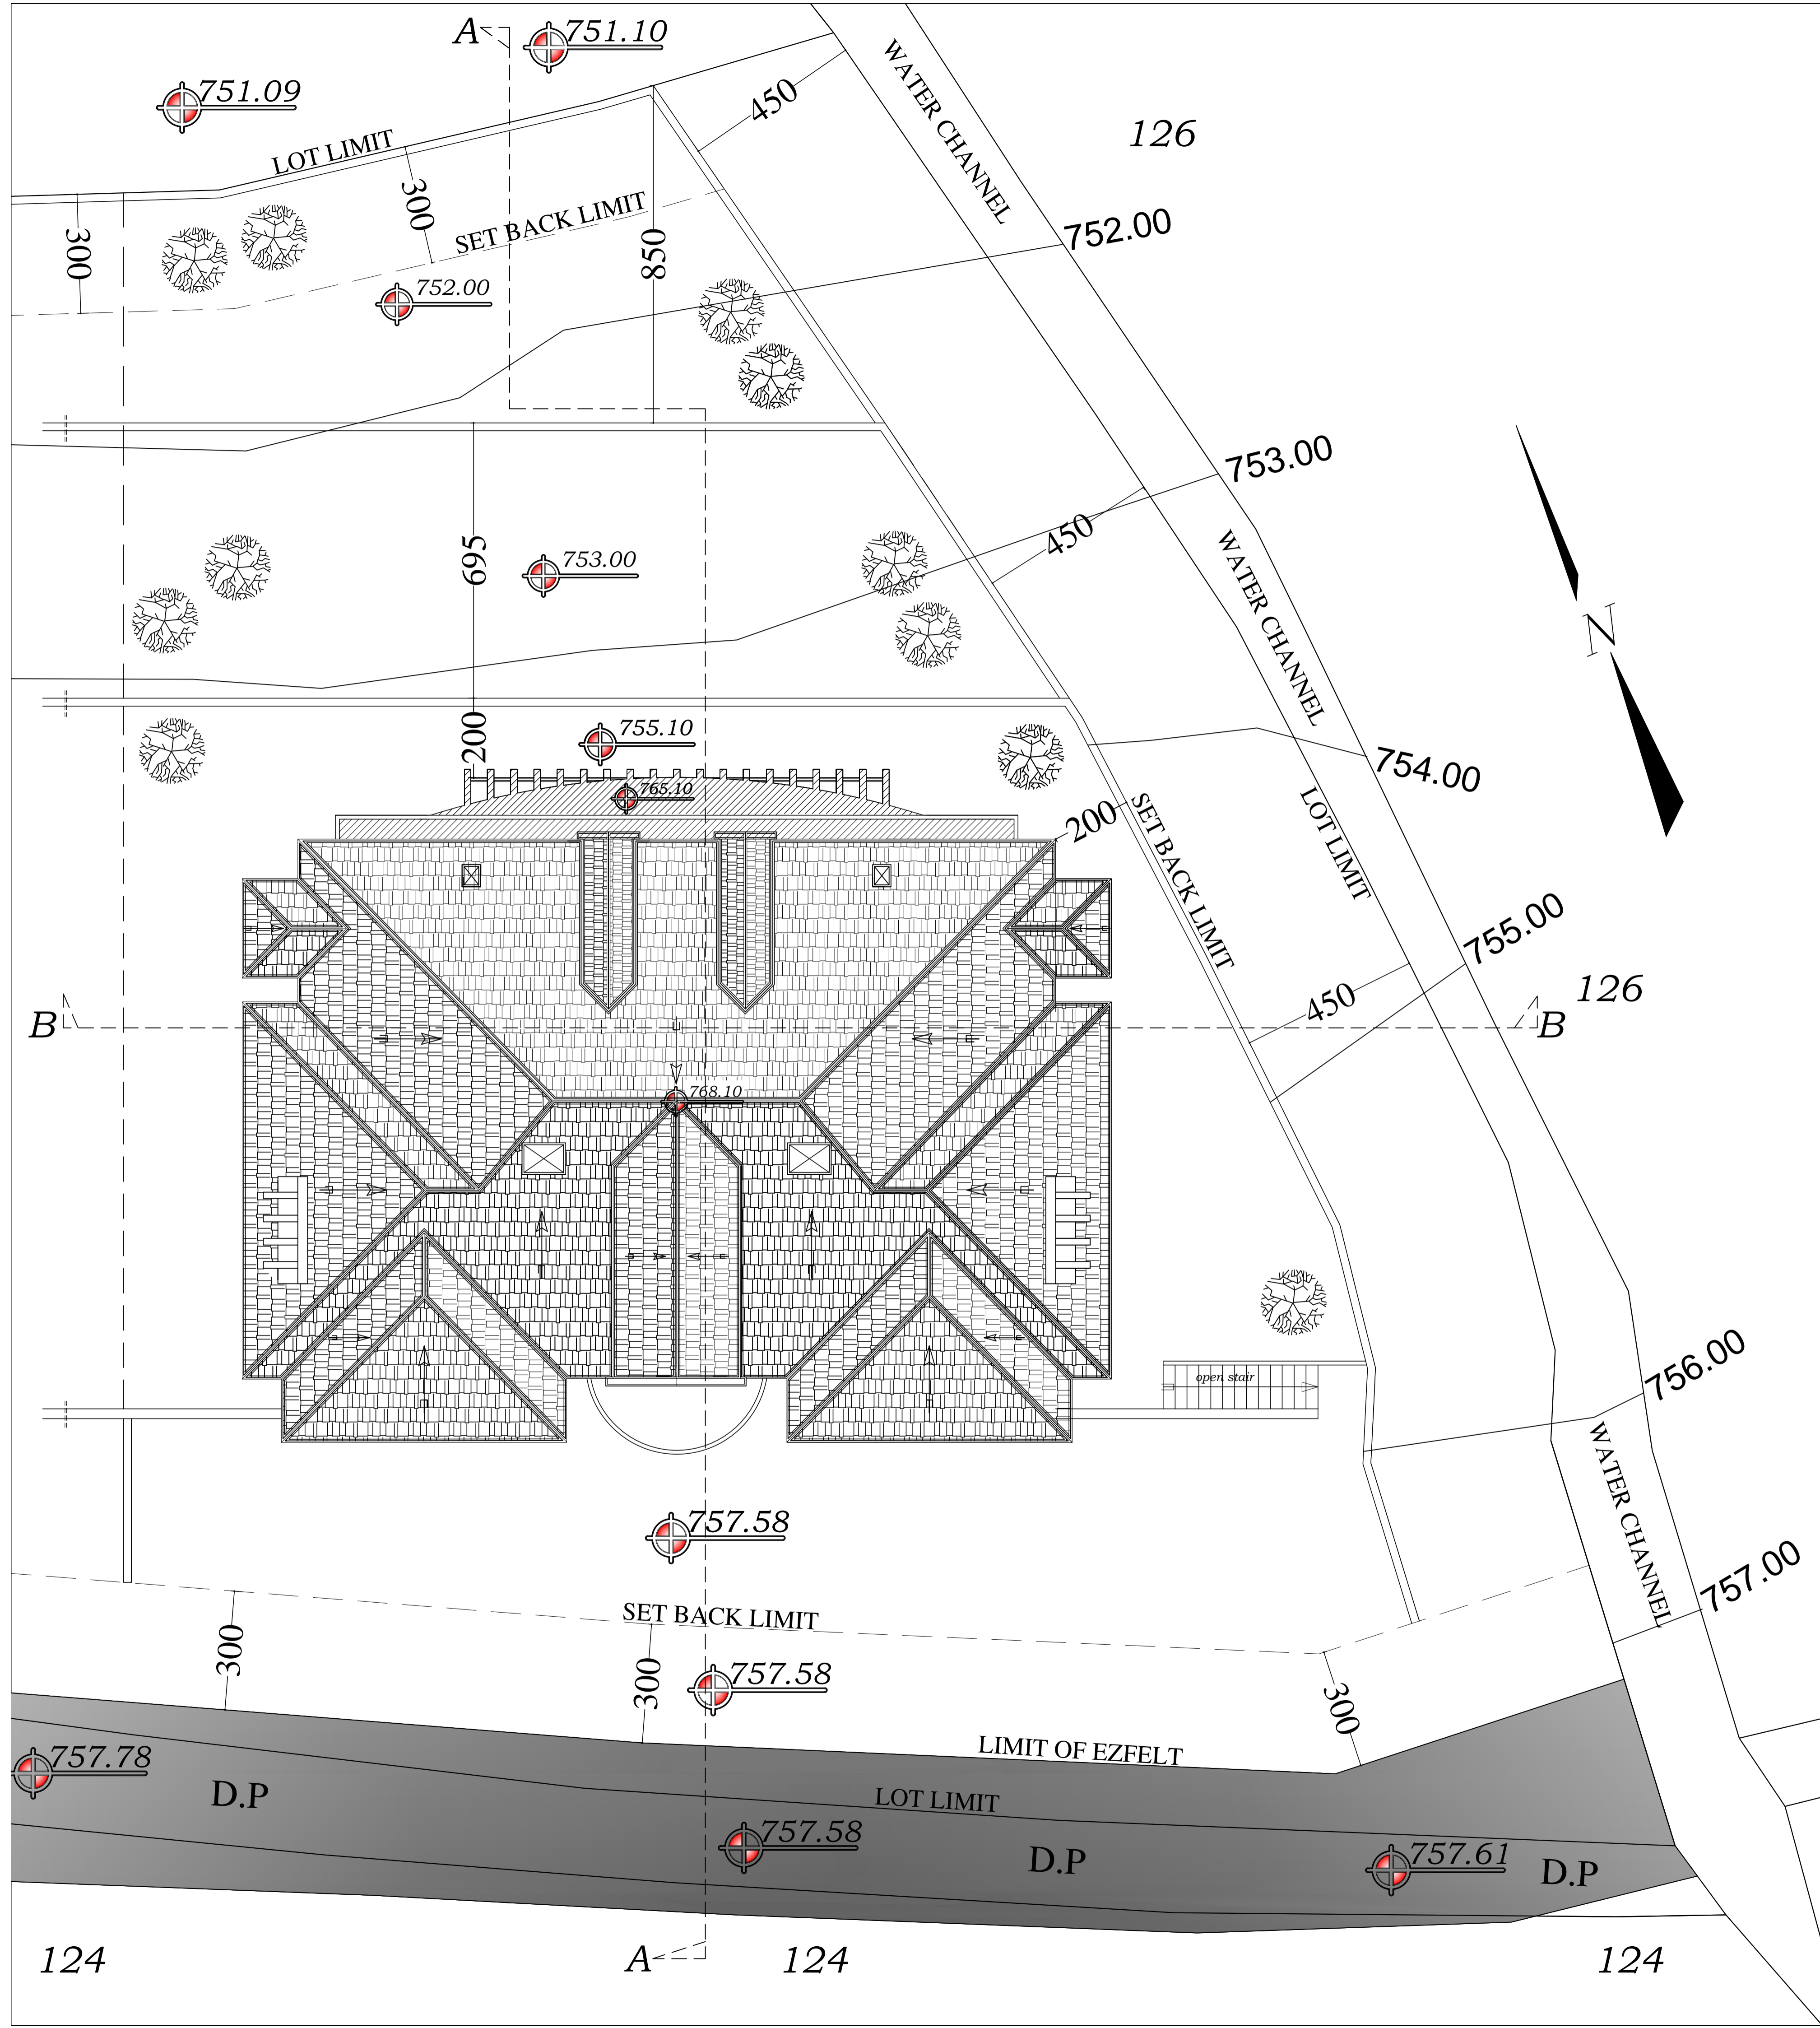 A
751.10
751.09
450
WATER CHANNEL
126
LOT LIMIT
300
SET BACK LIMIT
300
850
752.00
752.00
753.00
450
695
753.00
WATER CHANNEL
N
200
755.10
754.00
765.10
200
SET BACK LIMIT
LOT LIMIT
755.00
450
126
B
B
768.10
open stair
756.00
WATER CHANNEL
757.58
757.00
SET BACK LIMIT
300
300
757.58
300
LIMIT OF EZFELT
757.78
D.P
LOT LIMIT
757.58
D.P
757.61
D.P
124
A
124
124